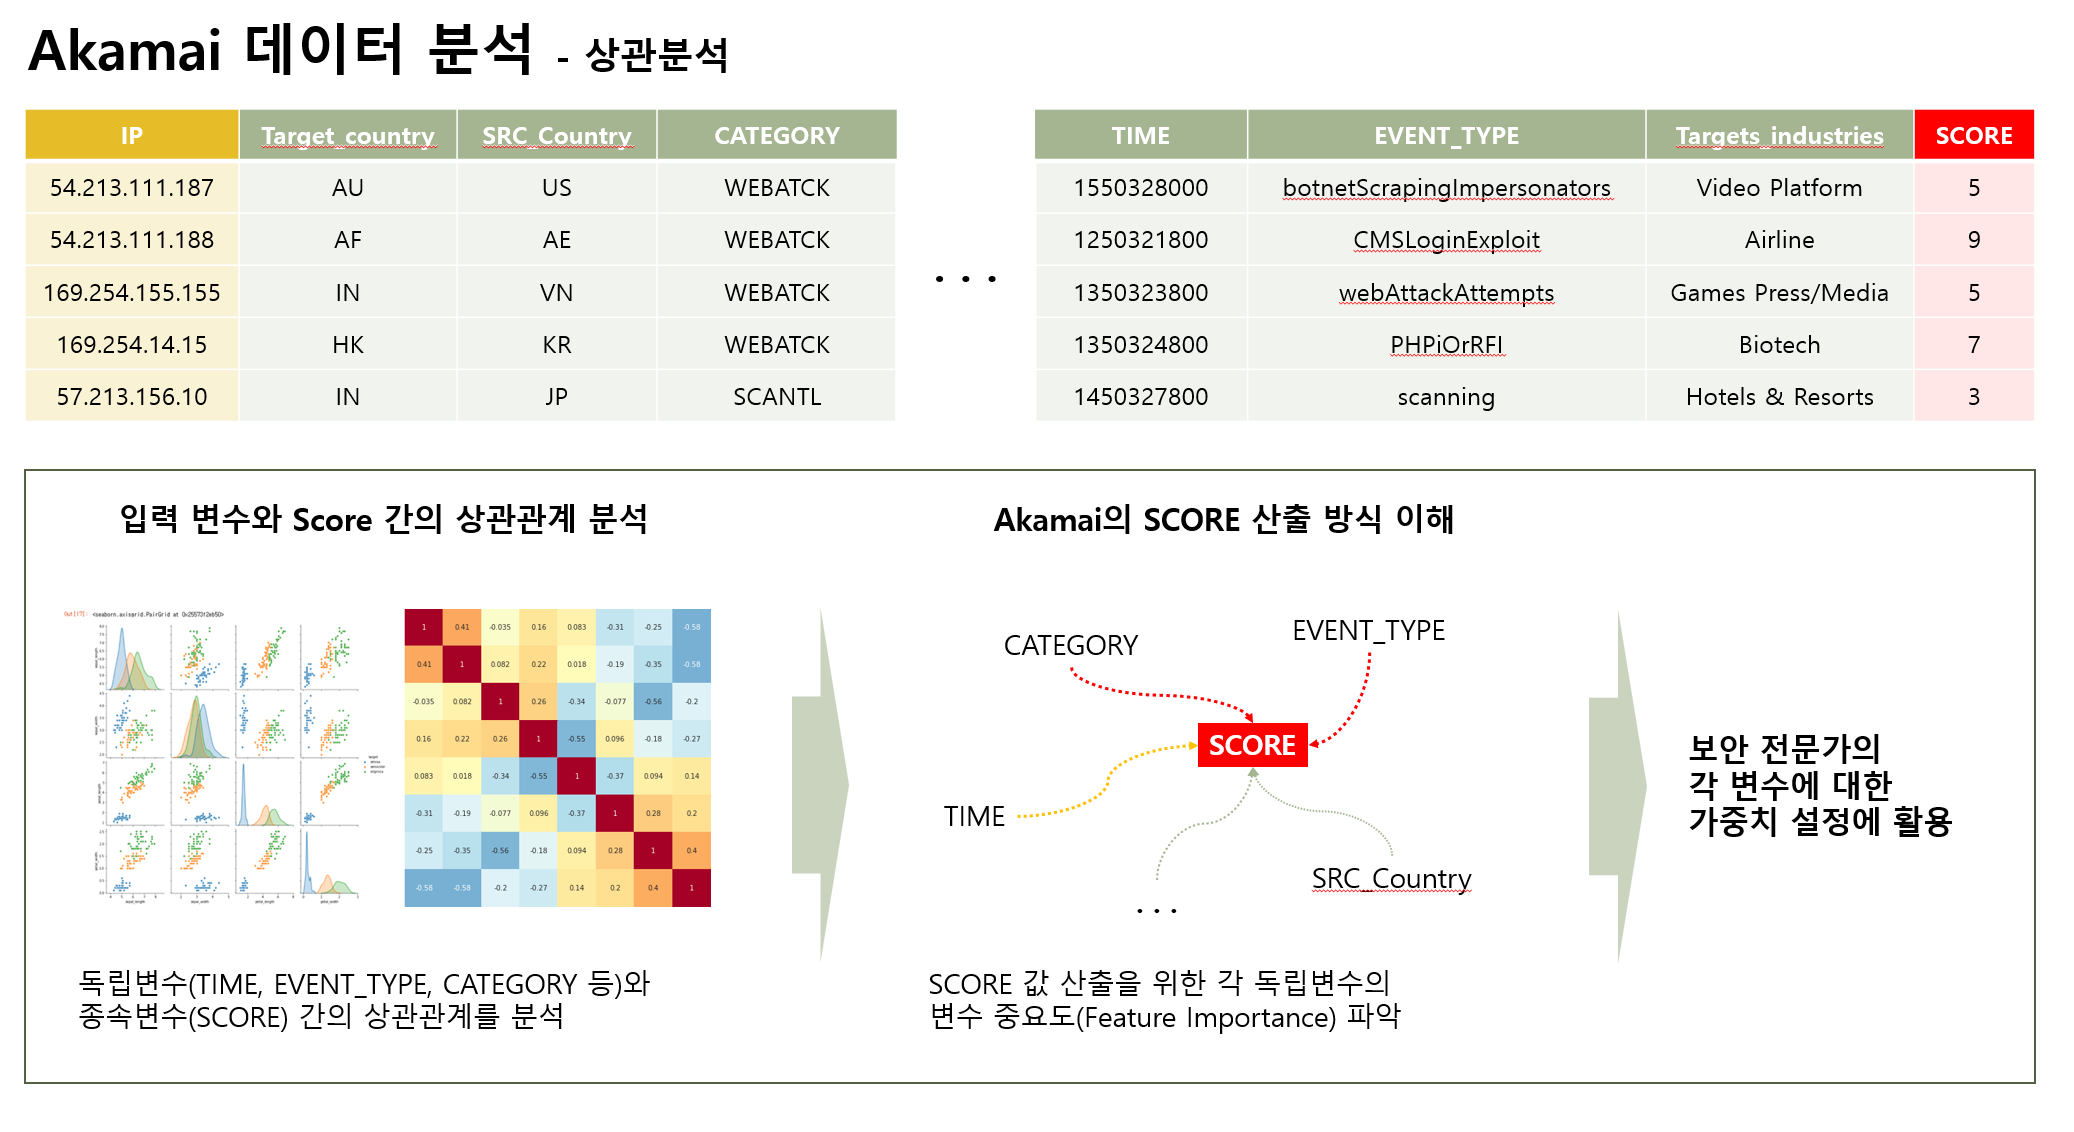 Akamai 데이터 분석 - 상관분석
IP Target_country SRC_Country CATEGORY TIME EVENT_TYPE Targets_industries SCORE
54.213.111.187 AU US WEBATCK 1550328000 botnetScrapingImpersonators Video Platform 5
54.213.111.188 AF AE WEBATCK 1250321800 CMSLoginExploit Airline 9
169.254.155.155 IN VN WEBATCK 1350323800 webAttackAttempts Games Press/Media 5
169.254.14.15 HK KR WEBATCK 1350324800 PHPiOrRFI Biotech 7
57.213.156.10 IN JP SCANTL 1450327800 scanning Hotels & Resorts 3
. . .
입력 변수와 Score 간의 상관관계 분석
1 0.41 -0.035 0.16 0.083 -0.31 -0.25 -0.58
0.41 1 0.082 0.22 0.018 -0.19 -0.35 -0.58
-0.035 0.082 1 0.26 -0.34 -0.077 -0.56 -0.2
0.16 0.22 0.26 1 -0.55 0.096 -0.18 -0.27
0.083 0.018 -0.34 -0.55 1 -0.37 0.094 0.14
-0.31 -0.19 -0.077 0.096 -0.37 1 0.28 0.2
-0.25 -0.35 -0.56 -0.18 0.094 0.28 1 0.4
-0.58 -0.58 -0.2 -0.27 0.14 0.2 0.4 1
독립변수(TIME, EVENT_TYPE, CATEGORY 등)와
종속변수(SCORE) 간의 상관관계를 분석
Akamai의 SCORE 산출 방식 이해
CATEGORY
EVENT_TYPE
SCORE
TIME
SRC_Country
. . .
SCORE 값 산출을 위한 각 독립변수의
변수 중요도(Feature Importance) 파악
보안 전문가의
각 변수에 대한
가중치 설정에 활용